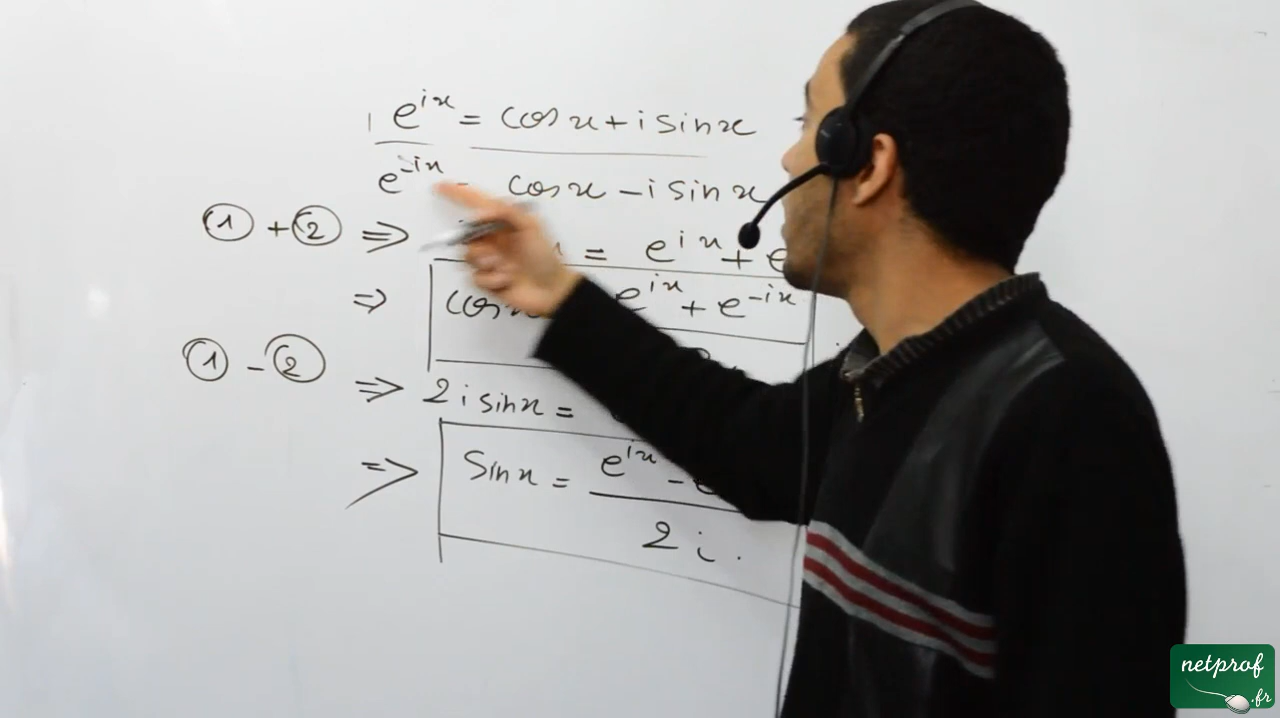 e^{ix} = cos x + i sin x
e^{-ix} - cos x - i sin x
① + ② ⇒ = e^{ix} + e
⇒ cos e^{ix} + e^{-ix}
① - ② ⇒ 2 i sin x =
⇒ Sin x = e^{ix} - e
2 i .
netprof
.fr